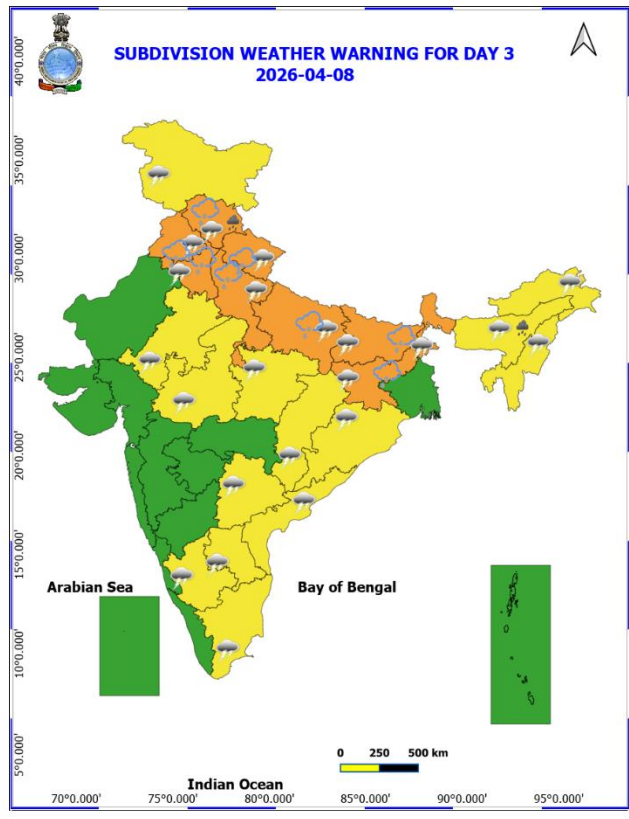 SUBDIVISION WEATHER WARNING FOR DAY 3
2026-04-08
40°0.000'
35°0.000'
30°0.000'
25°0.000'
20°0.000'
15°0.000'
10°0.000'
5°0.000'
Arabian Sea
Bay of Bengal
0 250 500 km
Indian Ocean
70°0.000' 75°0.000' 80°0.000' 85°0.000' 90°0.000' 95°0.000'